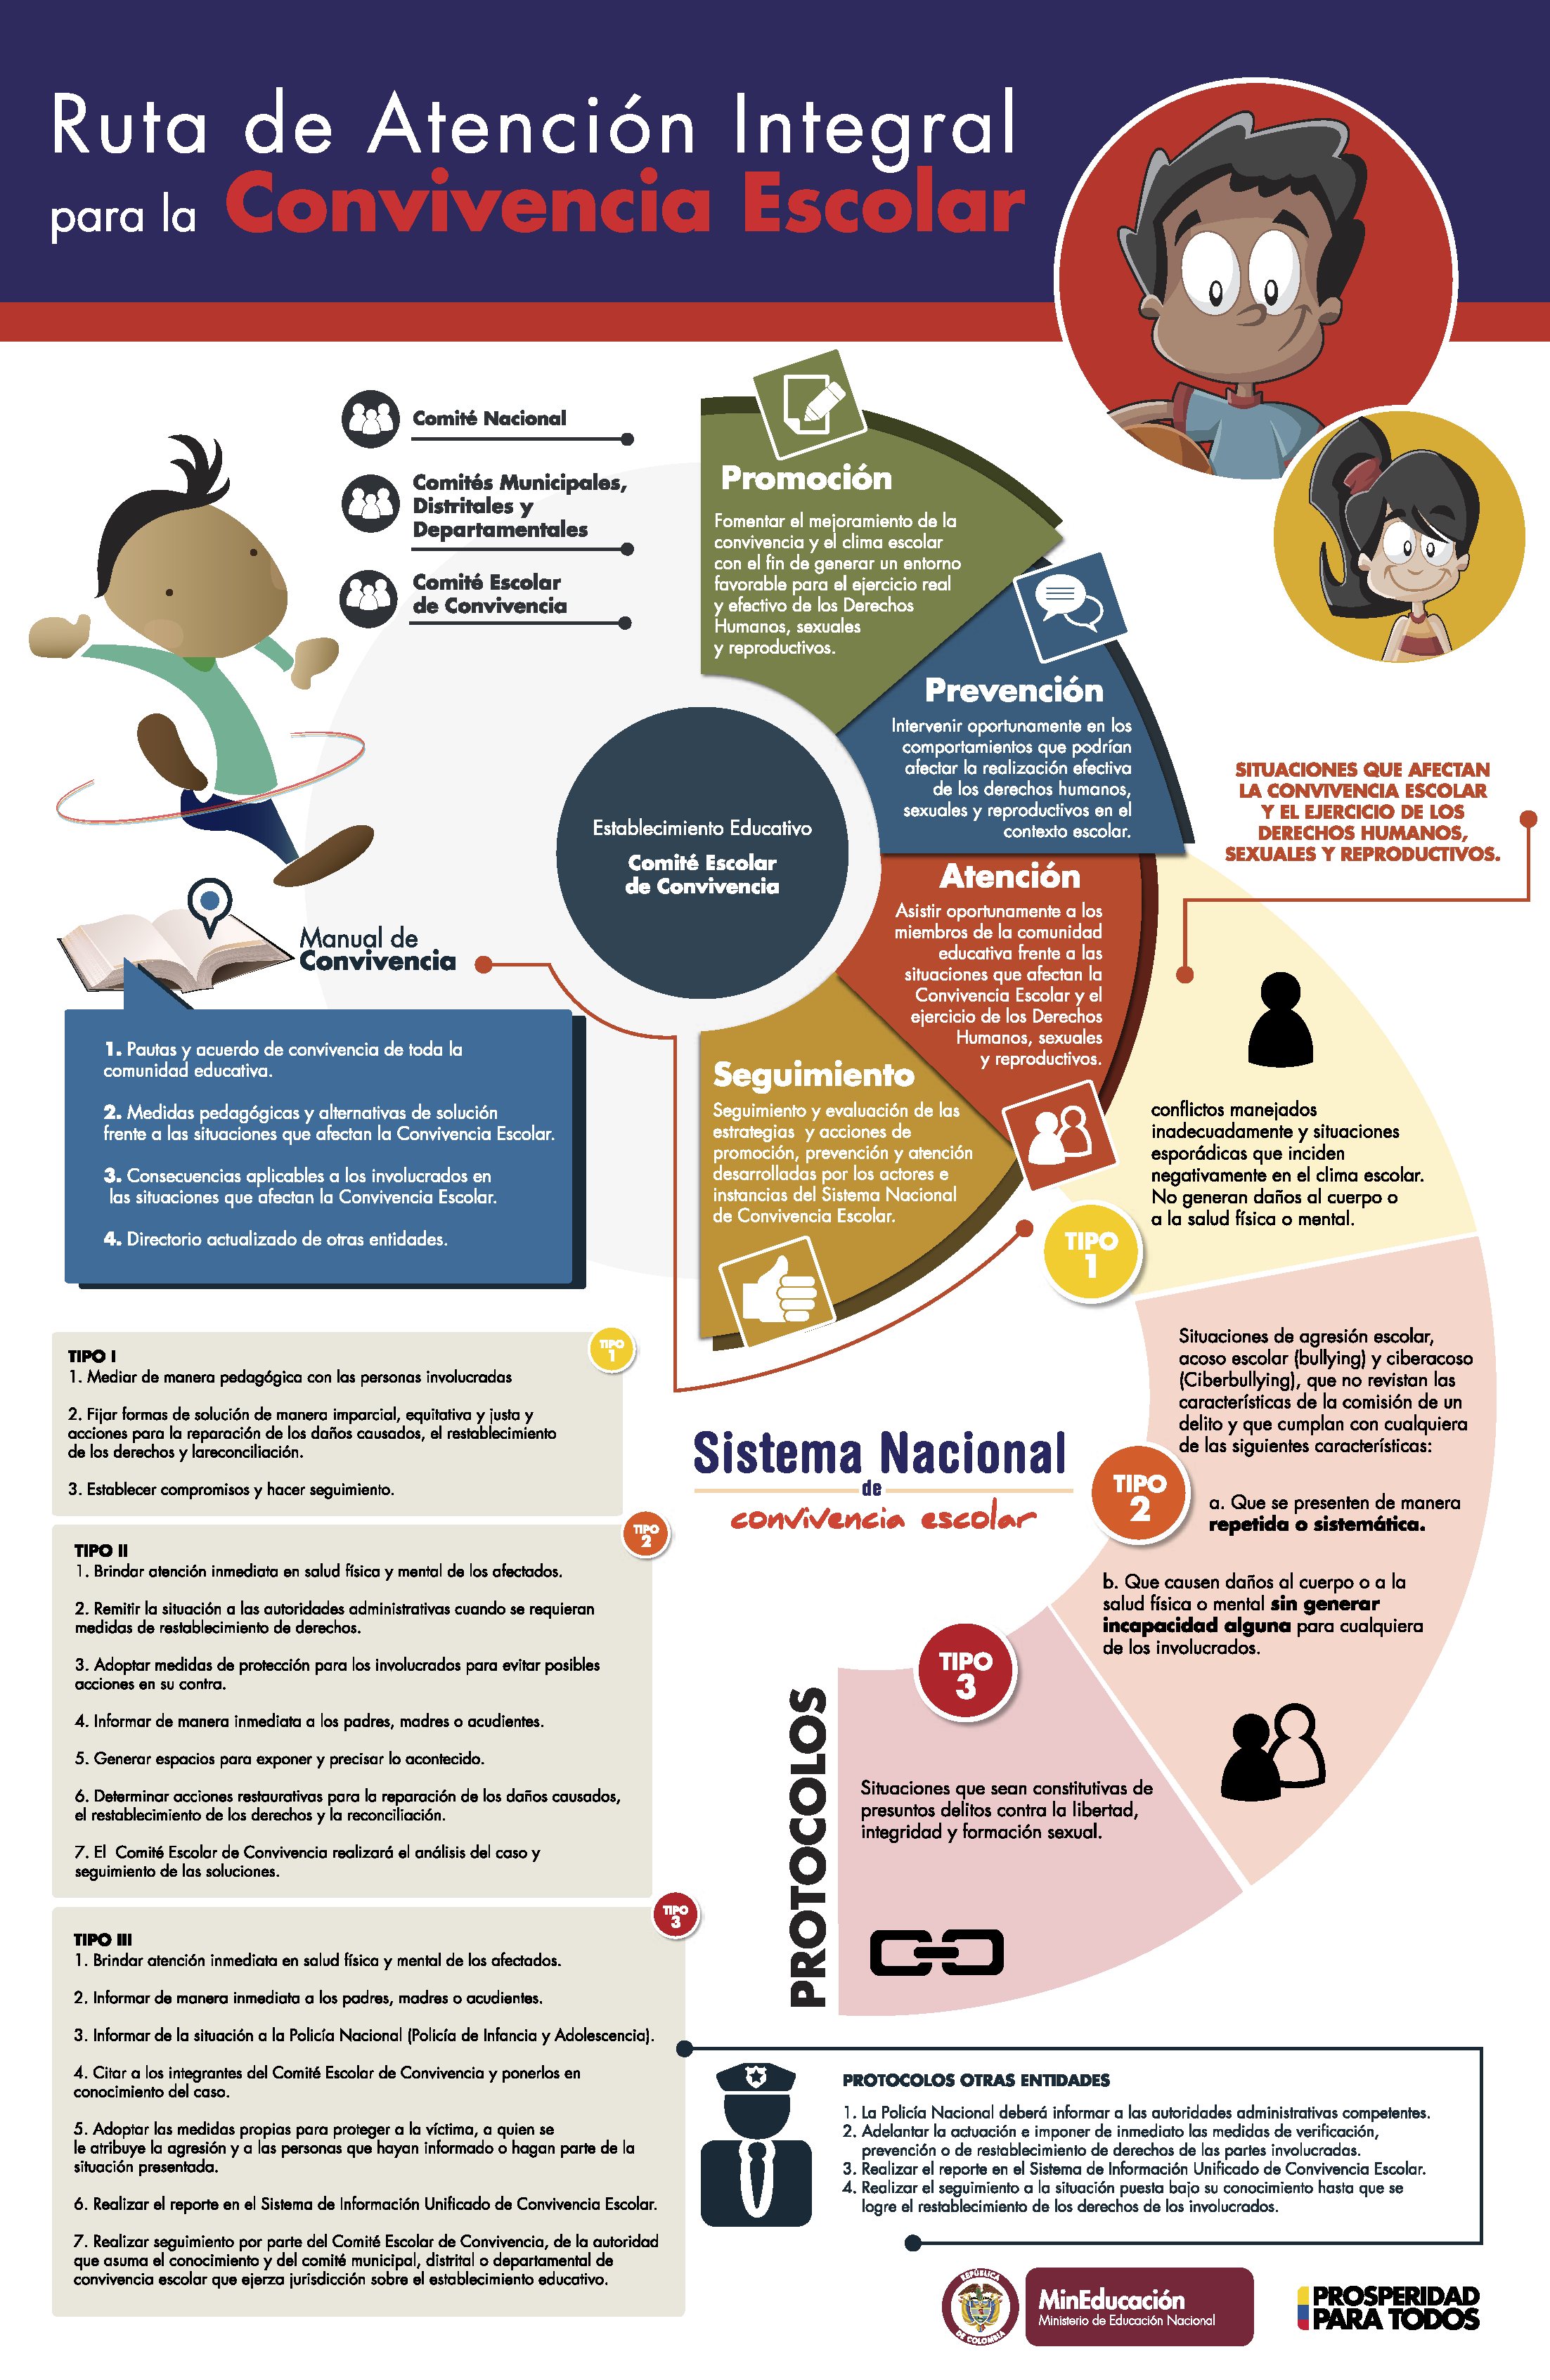 Ruta de Atención Integral
para la Convivencia Escolar
Comité Nacional
Comités Municipales,
Distritales y
Departamentales
Comité Escolar
de Convivencia
Promoción
Fomentar el mejoramiento de la
convivencia y el clima escolar
con el fin de generar un entorno
favorable para el ejercicio real
y efectivo de los Derechos
Humanos, sexuales
y reproductivos.
Prevención
Intervenir oportunamente en los
comportamientos que podrían
afectar la realización efectiva
de los derechos humanos,
sexuales y reproductivos en el
contexto escolar.
Establecimiento Educativo
Comité Escolar
de Convivencia
Atención
Asistir oportunamente a los
miembros de la comunidad
educativa frente a las
situaciones que afectan la
Convivencia Escolar y el
ejercicio de los Derechos
Humanos, sexuales
y reproductivos.
Seguimiento
Seguimiento y evaluación de las
estrategias y acciones de
promoción, prevención y atención
desarrolladas por los actores e
instancias del Sistema Nacional
de Convivencia Escolar.
SITUACIONES QUE AFECTAN
LA CONVIVENCIA ESCOLAR
Y EL EJERCICIO DE LOS
DERECHOS HUMANOS,
SEXUALES Y REPRODUCTIVOS.
Manual de
Convivencia
1. Pautas y acuerdo de convivencia de toda la
comunidad educativa.
2. Medidas pedagógicas y alternativas de solución
frente a las situaciones que afectan la Convivencia Escolar.
3. Consecuencias aplicables a los involucrados en
las situaciones que afectan la Convivencia Escolar.
4. Directorio actualizado de otras entidades.
conflictos manejados
inadecuadamente y situaciones
esporádicas que inciden
negativamente en el clima escolar.
No generan daños al cuerpo o
a la salud física o mental.
TIPO
1
Situaciones de agresión escolar,
acoso escolar (bullying) y ciberacoso
(Ciberbullying), que no revistan las
características de la comisión de un
delito y que cumplan con cualquiera
de las siguientes características:
TIPO
2
a. Que se presenten de manera
repetida o sistemática.
b. Que causen daños al cuerpo o a la
salud física o mental sin generar
incapacidad alguna para cualquiera
de los involucrados.
TIPO
3
Situaciones que sean constitutivas de
presuntos delitos contra la libertad,
integridad y formación sexual.
Sistema Nacional
de
convivencia escolar
PROTOCOLOS
TIPO
1
TIPO I
1. Mediar de manera pedagógica con las personas involucradas
2. Fijar formas de solución de manera imparcial, equitativa y justa y
acciones para la reparación de los daños causados, el restablecimiento
de los derechos y lareconciliación.
3. Establecer compromisos y hacer seguimiento.
TIPO
2
TIPO II
1. Brindar atención inmediata en salud física y mental de los afectados.
2. Remitir la situación a las autoridades administrativas cuando se requieran
medidas de restablecimiento de derechos.
3. Adoptar medidas de protección para los involucrados para evitar posibles
acciones en su contra.
4. Informar de manera inmediata a los padres, madres o acudientes.
5. Generar espacios para exponer y precisar lo acontecido.
6. Determinar acciones restaurativas para la reparación de los daños causados,
el restablecimiento de los derechos y la reconciliación.
7. El Comité Escolar de Convivencia realizará el análisis del caso y
seguimiento de las soluciones.
TIPO
3
TIPO III
1. Brindar atención inmediata en salud física y mental de los afectados.
2. Informar de manera inmediata a los padres, madres o acudientes.
3. Informar de la situación a la Policía Nacional (Policía de Infancia y Adolescencia).
4. Citar a los integrantes del Comité Escolar de Convivencia y ponerlos en
conocimiento del caso.
5. Adoptar las medidas propias para proteger a la víctima, a quien se
le atribuye la agresión y a las personas que hayan informado o hagan parte de la
situación presentada.
6. Realizar el reporte en el Sistema de Información Unificado de Convivencia Escolar.
7. Realizar seguimiento por parte del Comité Escolar de Convivencia, de la autoridad
que asuma el conocimiento y del comité municipal, distrital o departamental de
convivencia escolar que ejerza jurisdicción sobre el establecimiento educativo.
PROTOCOLOS OTRAS ENTIDADES
1. La Policía Nacional deberá informar a las autoridades administrativas competentes.
2. Adelantar la actuación e imponer de inmediato las medidas de verificación,
prevención o de restablecimiento de derechos de las partes involucradas.
3. Realizar el reporte en el Sistema de Información Unificado de Convivencia Escolar.
4. Realizar el seguimiento a la situación puesta bajo su conocimiento hasta que se
logre el restablecimiento de los derechos de los involucrados.
REPÚBLICA
DE COLOMBIA
MinEducación
Ministerio de Educación Nacional
PROSPERIDAD
PARA TODOS